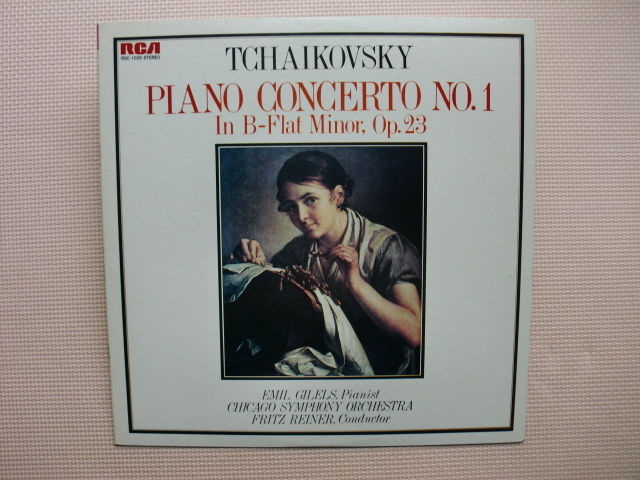 RCA
RGC-1025 STEREO
TCHAIKOVSKY
PIANO CONCERTO NO.1
In B-Flat Minor, Op.23
EMIL GILELS, Pianist
CHICAGO SYMPHONY ORCHESTRA
FRITZ REINER, Conductor